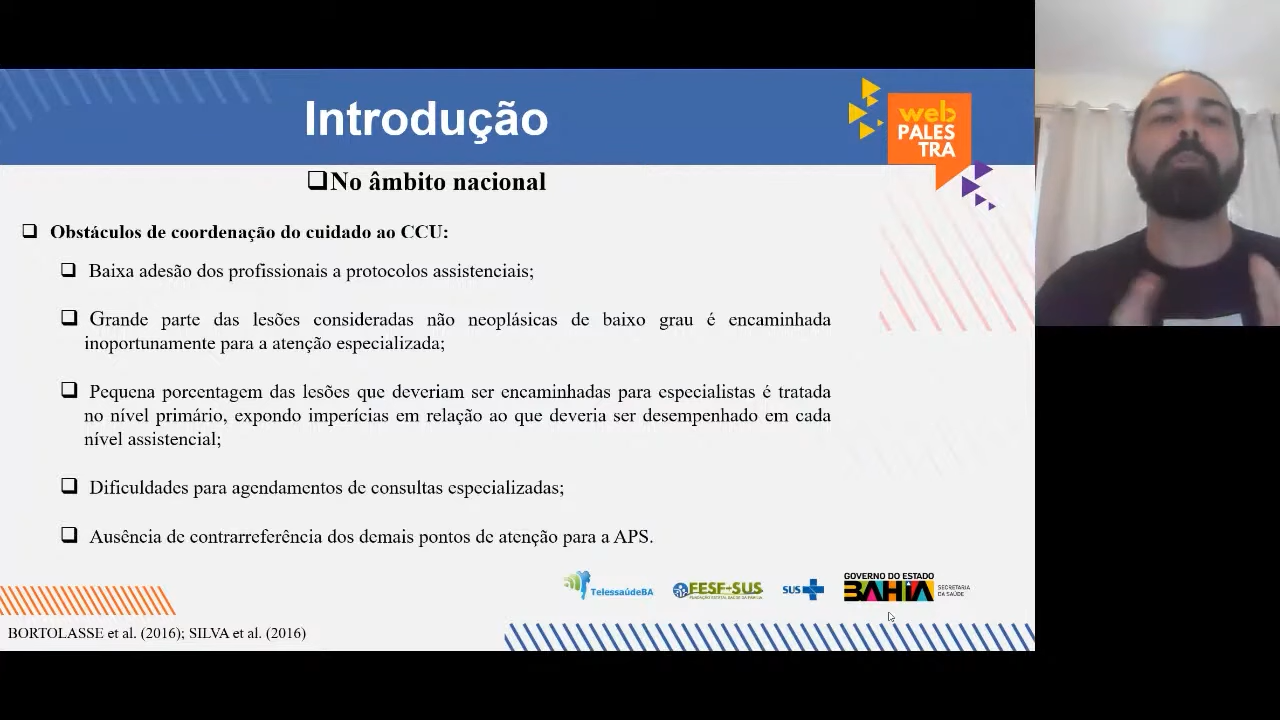 Introdução
web
PALES
TRA
❑No âmbito nacional
❑ Obstáculos de coordenação do cuidado ao CCU:
❑ Baixa adesão dos profissionais a protocolos assistenciais;
❑ Grande parte das lesões consideradas não neoplásicas de baixo grau é encaminhada
inoportunamente para a atenção especializada;
❑ Pequena porcentagem das lesões que deveriam ser encaminhadas para especialistas é tratada
no nível primário, expondo imperícias em relação ao que deveria ser desempenhado em cada
nível assistencial;
❑ Dificuldades para agendamentos de consultas especializadas;
❑ Ausência de contrarreferência dos demais pontos de atenção para a APS.
TelessaúdeBA
FESF-SUS
SUS
GOVERNO DO ESTADO
BAHIA
SECRETARIA
DA SAÚDE
BORTOLASSE et al. (2016); SILVA et al. (2016)